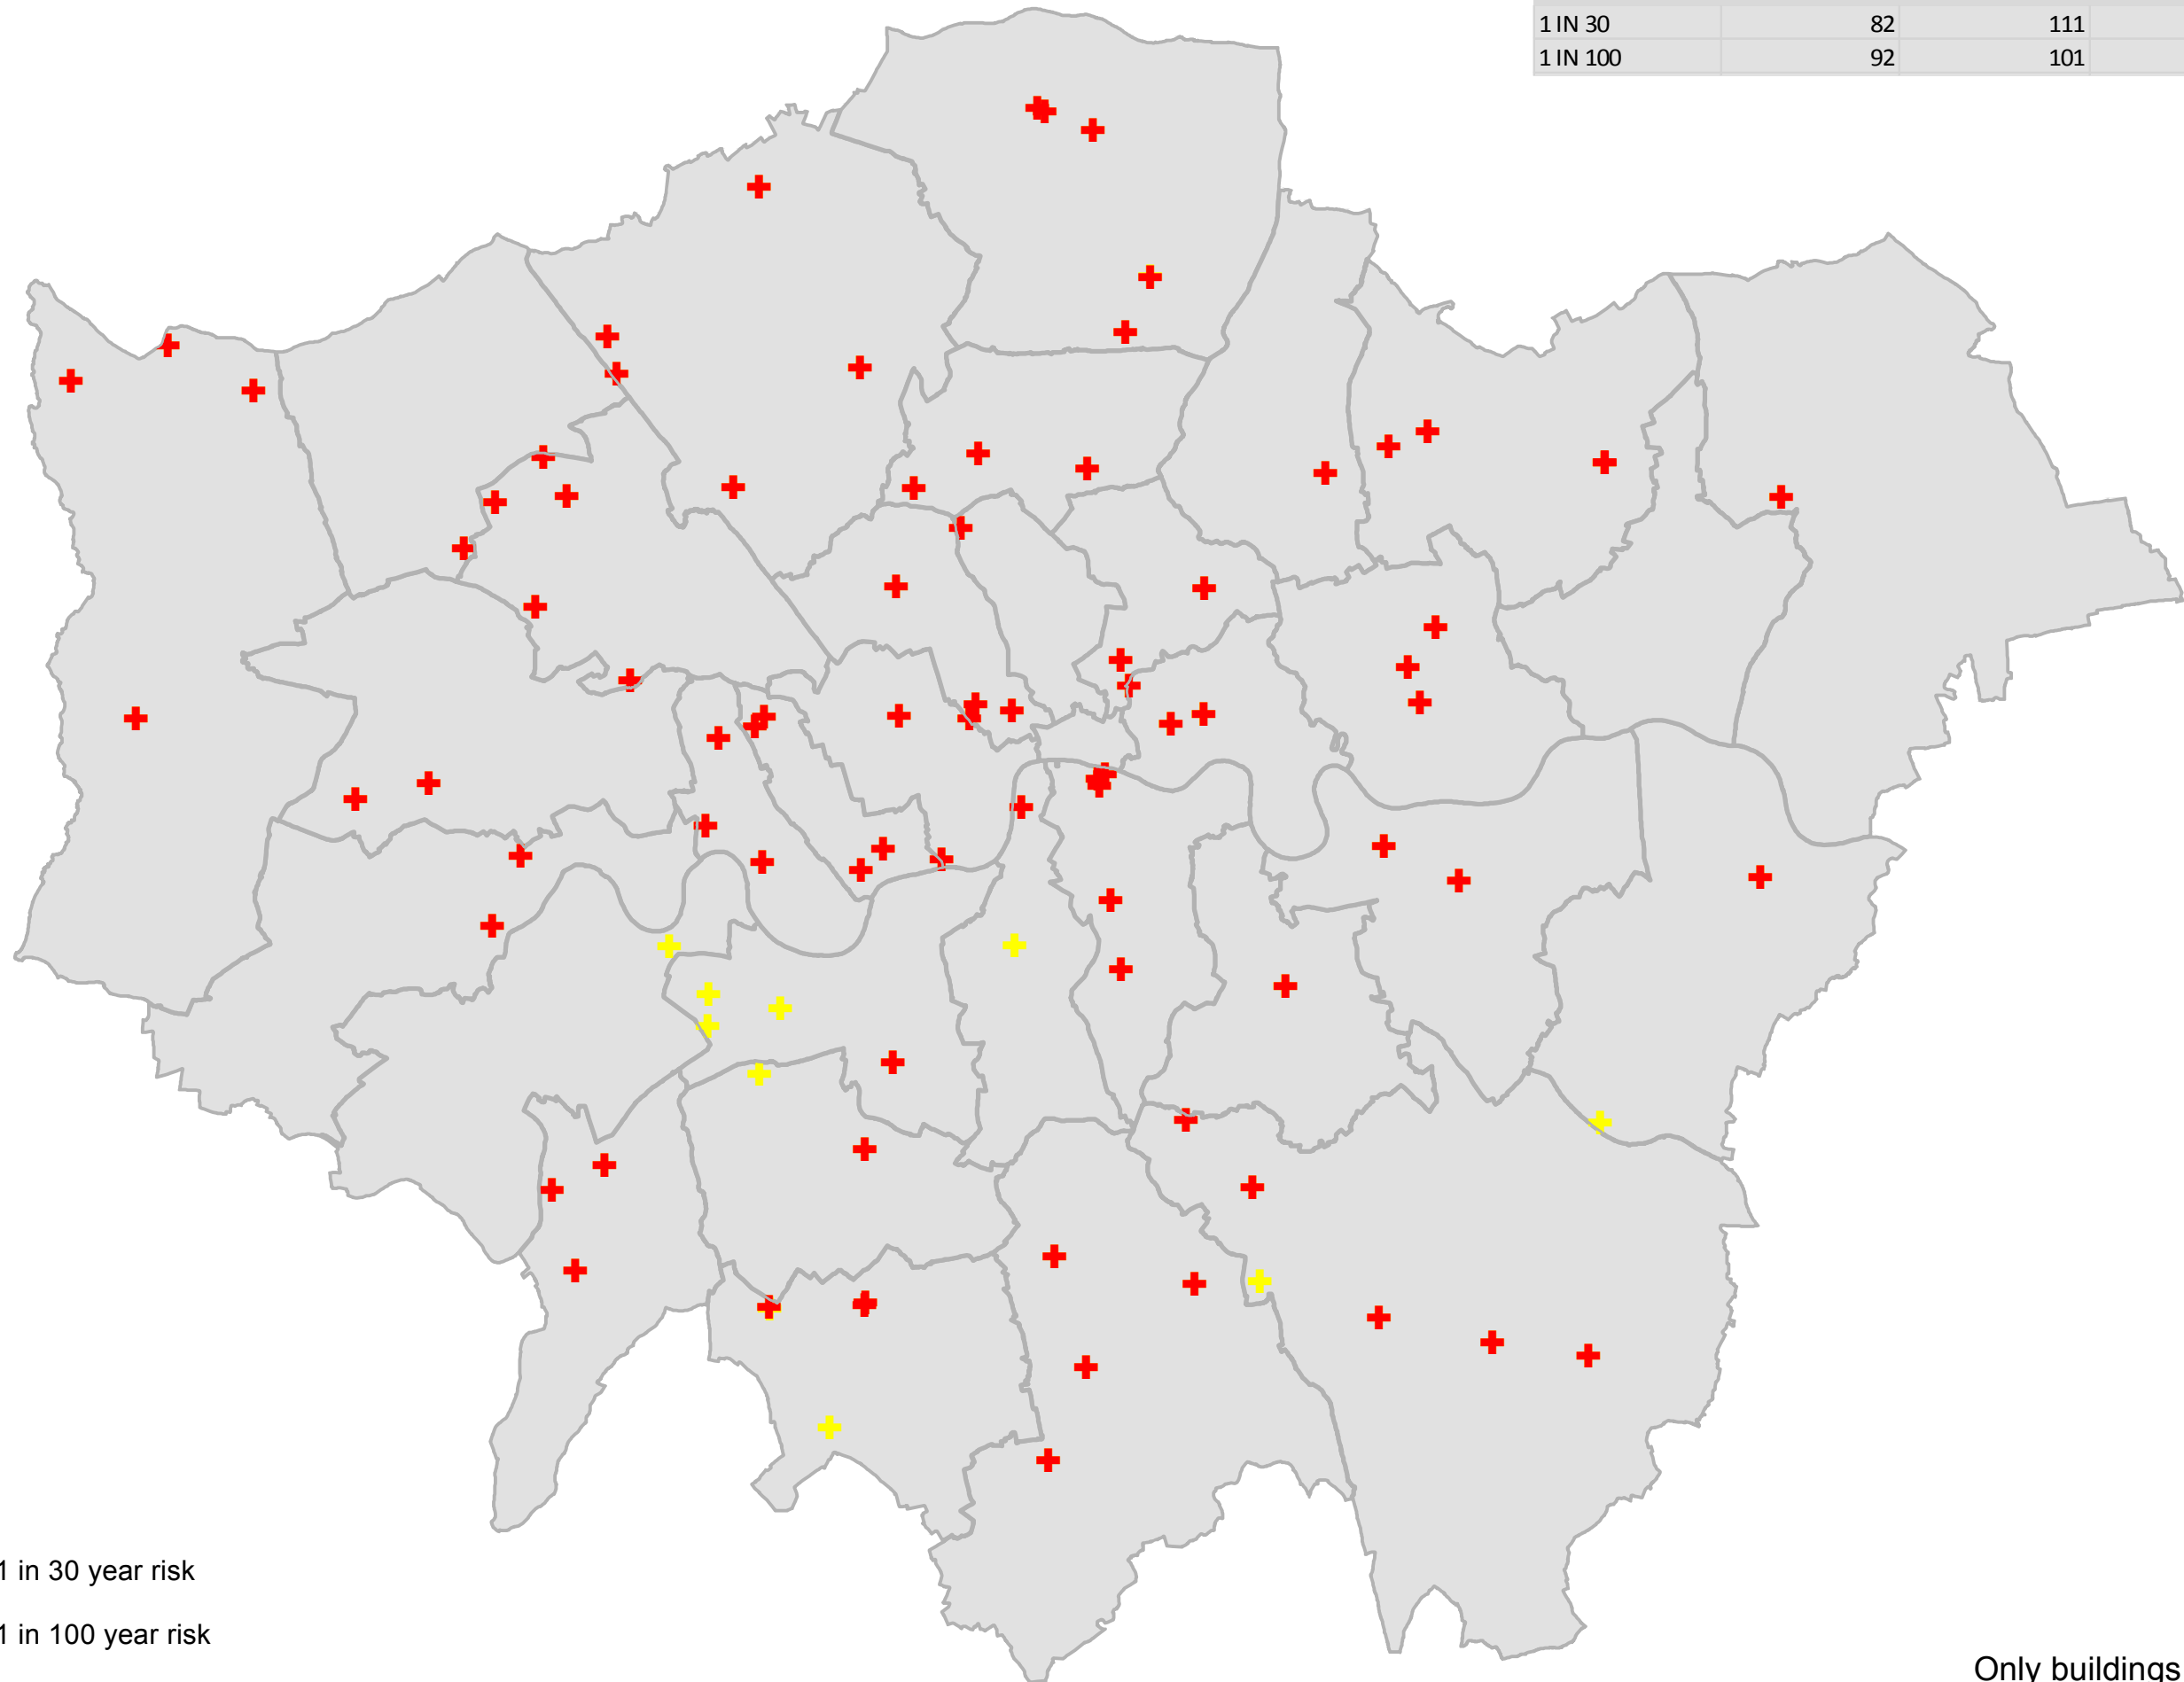 1 IN 30 82 111
1 IN 100 92 101
1 in 30 year risk
1 in 100 year risk
Only buildings